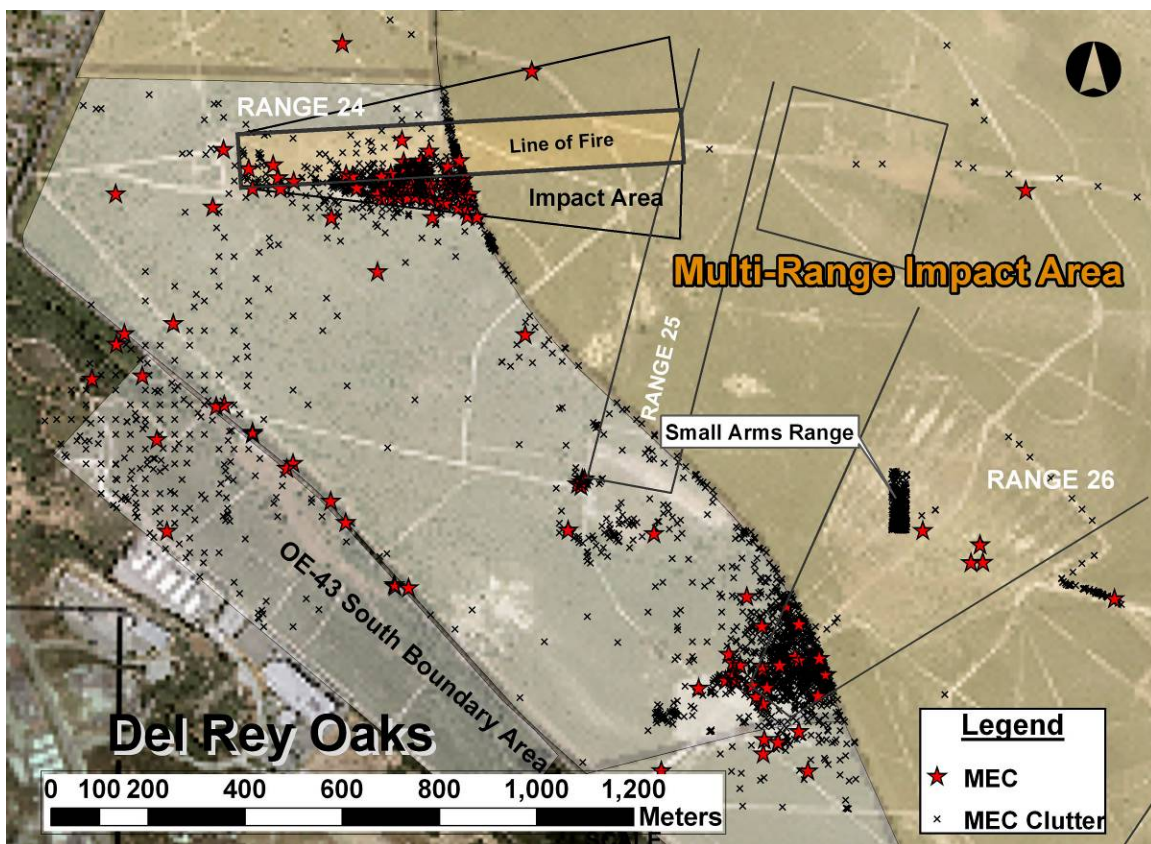 RANGE 24
Line of Fire
Impact Area
Multi-Range Impact Area
RANGE 25
Small Arms Range
RANGE 26
OE-43 South Boundary Area
Del Rey Oaks
0 100 200 400 600 800 1,000 1,200
Meters
Legend
MEC
MEC Clutter